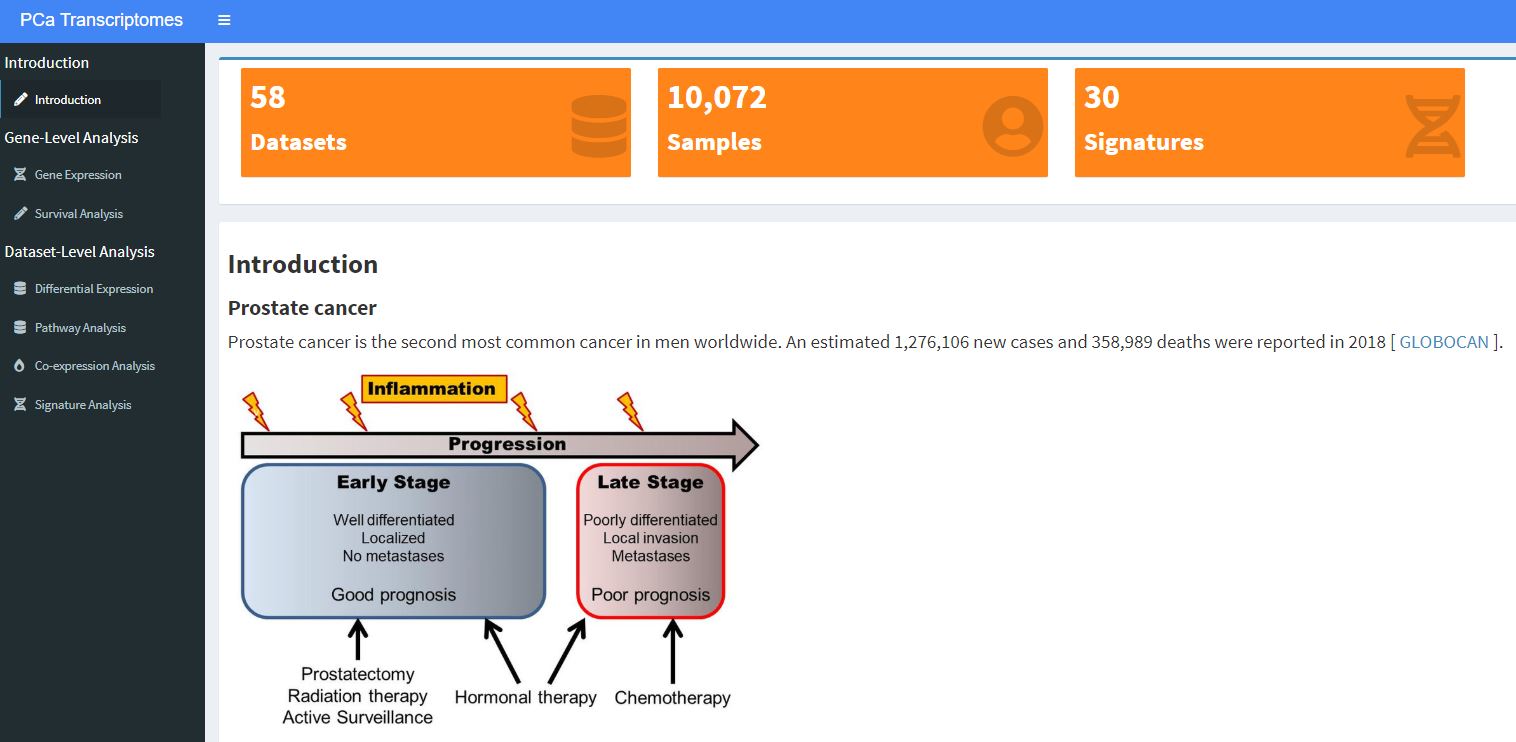 PCa Transcriptomes
Introduction
Introduction
Gene-Level Analysis
Gene Expression
Survival Analysis
Dataset-Level Analysis
Differential Expression
Pathway Analysis
Co-expression Analysis
Signature Analysis
58
Datasets
10,072
Samples
30
Signatures
Introduction
Prostate cancer
Prostate cancer is the second most common cancer in men worldwide. An estimated 1,276,106 new cases and 358,989 deaths were reported in 2018 [ GLOBOCAN ].
Inflammation
Progression
Early Stage
Well differentiated
Localized
No metastases
Good prognosis
Late Stage
Poorly differentiated
Local invasion
Metastases
Poor prognosis
Prostatectomy
Radiation therapy
Active Surveillance
Hormonal therapy
Chemotherapy